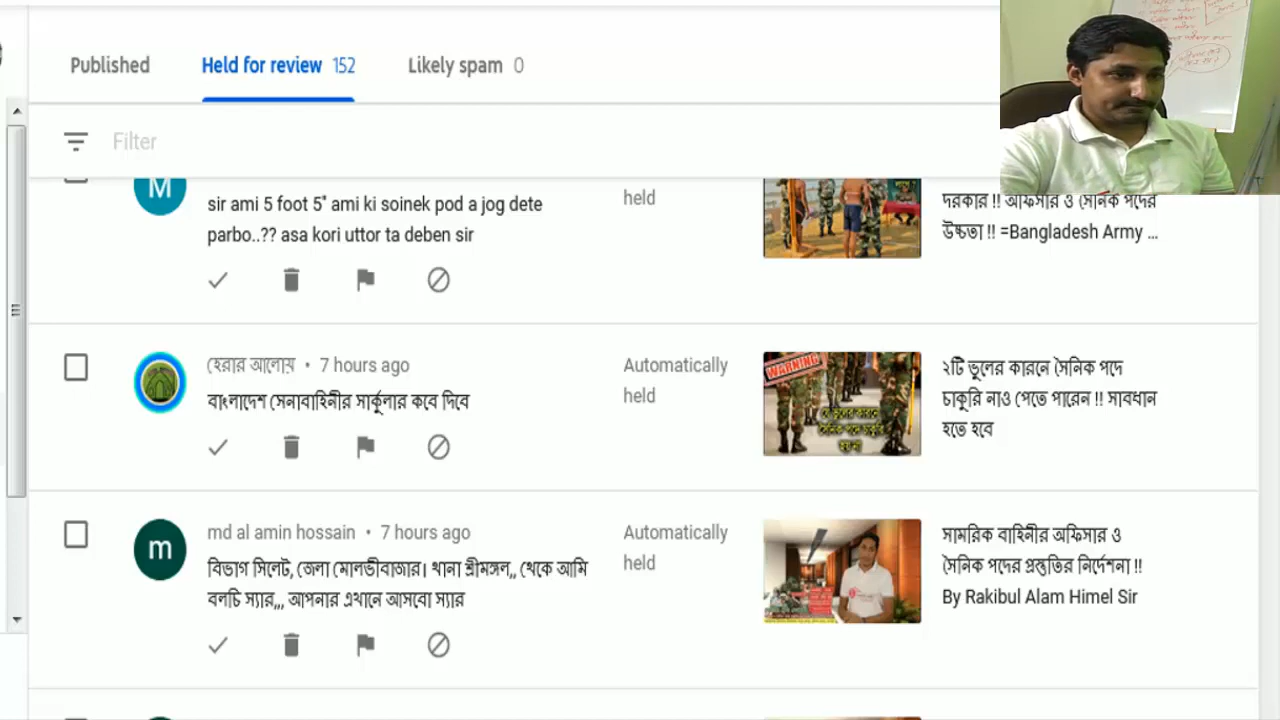 Published
Held for review 152
Likely spam 0
Filter
M
sir ami 5 foot 5" ami ki soinek pod a jog dete
parbo..?? asa kori uttor ta deben sir
held
দরকার !! অফিসার ও সৈনিক পদের
উচ্চতা !! =Bangladesh Army ...
হেরার আলোয় • 7 hours ago
বাংলাদেশ সেনাবাহিনীর সার্কুলার কবে দিবে
Automatically
held
WARNING
যে ভুলের কারনে
সৈনিক পদে চাকুরি
হয় না
২টি ভুলের কারনে সৈনিক পদে
চাকুরি নাও পেতে পারেন !! সাবধান
হতে হবে
m
md al amin hossain • 7 hours ago
বিভাগ সিলেট, জেলা মোলভীবাজার। থানা শ্রীমঙ্গল,, থেকে আমি
বলচি স্যার,,, আপনার এখানে আসবো স্যার
Automatically
held
সামরিক বাহিনীর অফিসার ও
সৈনিক পদের প্রস্তুতির নির্দেশনা !!
By Rakibul Alam Himel Sir